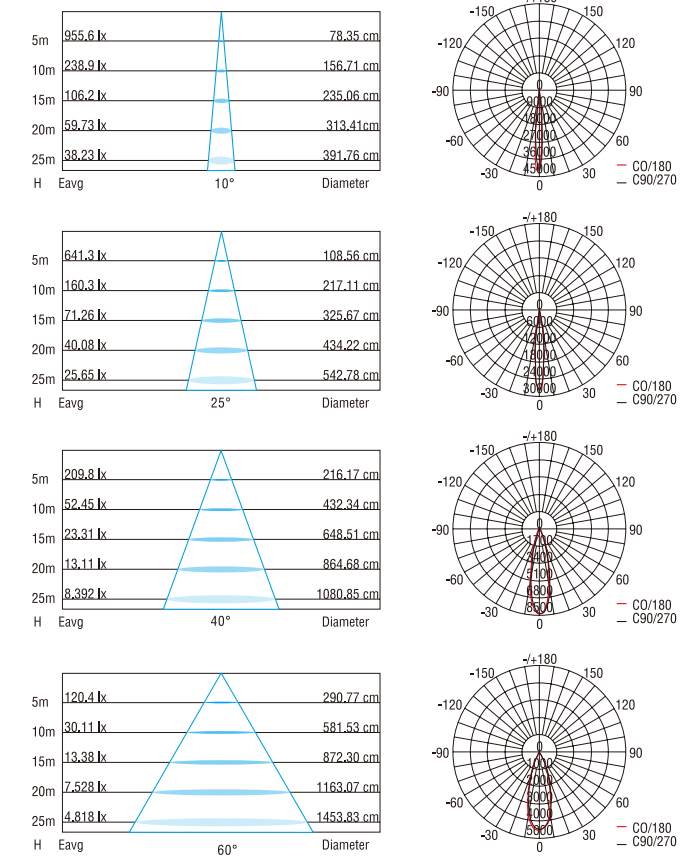 5m 955.6 lx 78.35 cm
10m 238.9 lx 156.71 cm
15m 106.2 lx 235.06 cm
20m 59.73 lx 313.41cm
25m 38.23 lx 391.76 cm
H Eavg 10° Diameter
-150 150
-120 120
-90 90
-60 60
-30 30
0
0
9000
18000
27000
36000
45000
CO/180
C90/270
5m 641.3 lx 108.56 cm
10m 160.3 lx 217.11 cm
15m 71.26 lx 325.67 cm
20m 40.08 lx 434.22 cm
25m 25.65 lx 542.78 cm
H Eavg 25° Diameter
-/+180
-150 150
-120 120
-90 90
-60 60
-30 30
0
0
6000
12000
18000
24000
30000
CO/180
C90/270
5m 209.8 lx 216.17 cm
10m 52.45 lx 432.34 cm
15m 23.31 lx 648.51 cm
20m 13.11 lx 864.68 cm
25m 8.392 lx 1080.85 cm
H Eavg 40° Diameter
-/+180
-150 150
-120 120
-90 90
-60 60
-30 30
0
0
1700
3400
5100
6800
8500
CO/180
C90/270
5m 120.4 lx 290.77 cm
10m 30.11 lx 581.53 cm
15m 13.38 lx 872.30 cm
20m 7.528 lx 1163.07 cm
25m 4.818 lx 1453.83 cm
H Eavg 60° Diameter
-/+180
-150 150
-120 120
-90 90
-60 60
-30 30
0
0
1000
2000
3000
4000
5000
CO/180
C90/270